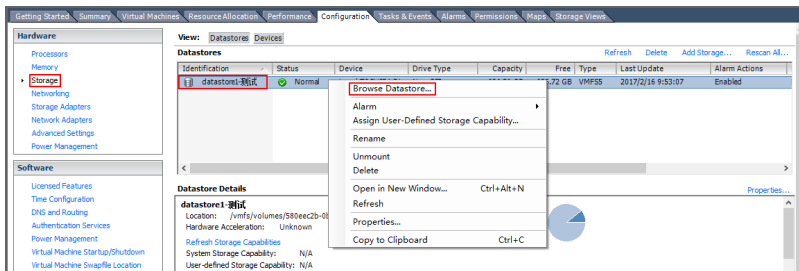 Getting Started Summary Virtual Machines Resource Allocation Performance Configuration Tasks & Events Alarms Permissions Maps Storage Views
Hardware
Processors
Memory
Storage
Networking
Storage Adapters
Network Adapters
Advanced Settings
Power Management
Software
Licensed Features
Time Configuration
DNS and Routing
Authentication Services
Power Management
Virtual Machine Startup/Shutdown
Virtual Machine Swapfile Location
View: Datastores Devices
Datastores
Refresh Delete Add Storage... Rescan All...
Identification Status Device Drive Type Capacity Free Type Last Update Alarm Actions
datastore1-测试 Normal .72 GB VMFS5 2017/2/16 9:53:07 Enabled
Browse Datastore...
Alarm
Assign User-Defined Storage Capability...
Rename
Unmount
Delete
Open in New Window... Ctrl+Alt+N
Refresh
Properties...
Copy to Clipboard Ctrl+C
Datastore Details
Properties...
datastore1-测试
Location: /vmfs/volumes/580eec2b-0
Hardware Acceleration: Unknown
Refresh Storage Capabilities
System Storage Capability: N/A
User-defined Storage Capability: N/A